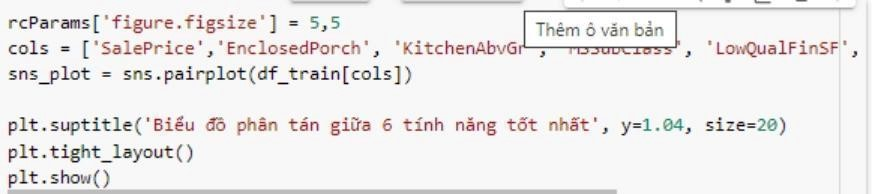 rcParams['figure.figsize'] = 5,5
Thêm ô văn bản
cols = ['SalePrice','EnclosedPorch', 'KitchenAbvGr', 'MSSubClass', 'LowQualFinSF',
sns_plot = sns.pairplot(df_train[cols])
plt.suptitle('Biểu đồ phân tán giữa 6 tính năng tốt nhất', y=1.04, size=20)
plt.tight_layout()
plt.show()